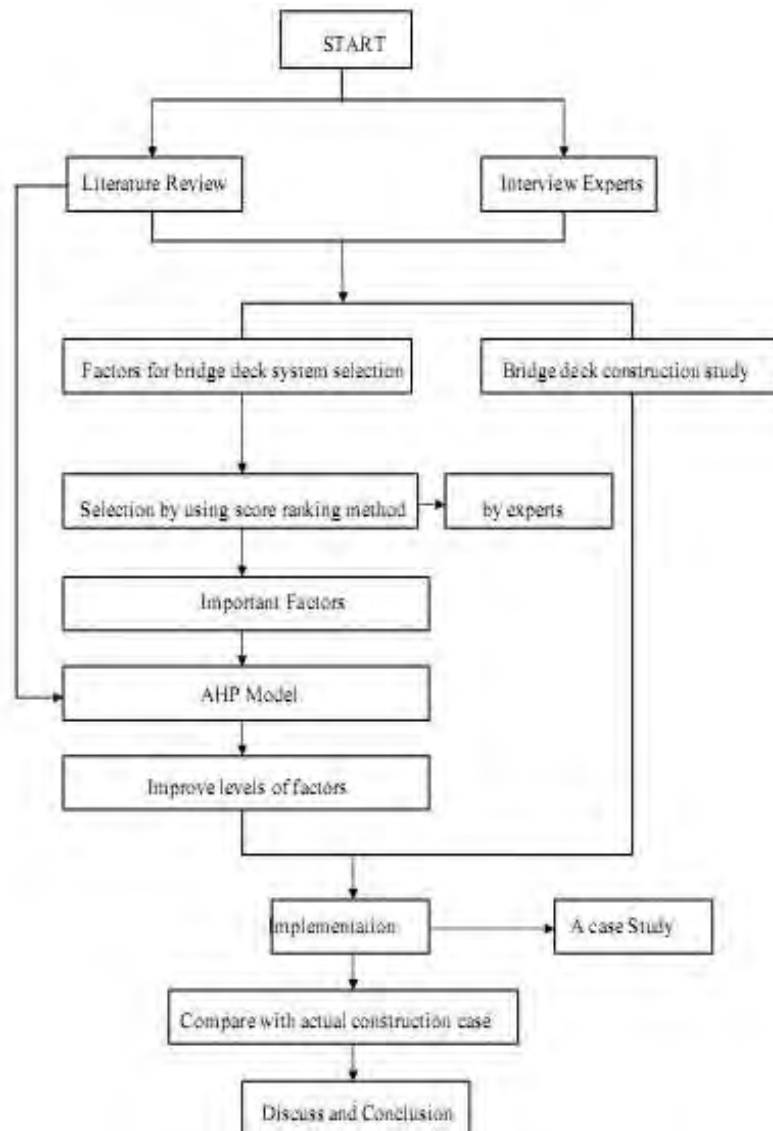 START
Literature Review
Interview Experts
Factors for bridge deck system selection
Bridge deck construction study
Selection by using score ranking method
by experts
Important Factors
AHP Model
Improve levels of factors
Implementation
A case Study
Compare with actual construction case
Discuss and Conclusion